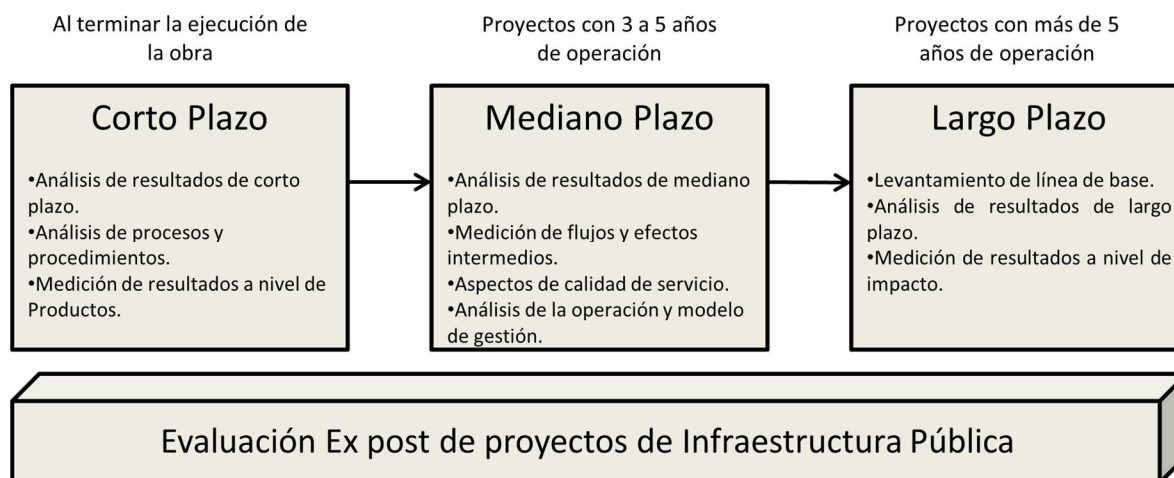 Al terminar la ejecución de
la obra
Proyectos con 3 a 5 años
de operación
Proyectos con más de 5
años de operación
Corto Plazo
•Análisis de resultados de corto
plazo.
•Análisis de procesos y
procedimientos.
•Medición de resultados a nivel de
Productos.
Mediano Plazo
•Análisis de resultados de mediano
plazo.
•Medición de flujos y efectos
intermedios.
•Aspectos de calidad de servicio.
•Análisis de la operación y modelo
de gestión.
Largo Plazo
•Levantamiento de línea de base.
•Análisis de resultados de largo
plazo.
•Medición de resultados a nivel de
impacto.
Evaluación Ex post de proyectos de Infraestructura Pública